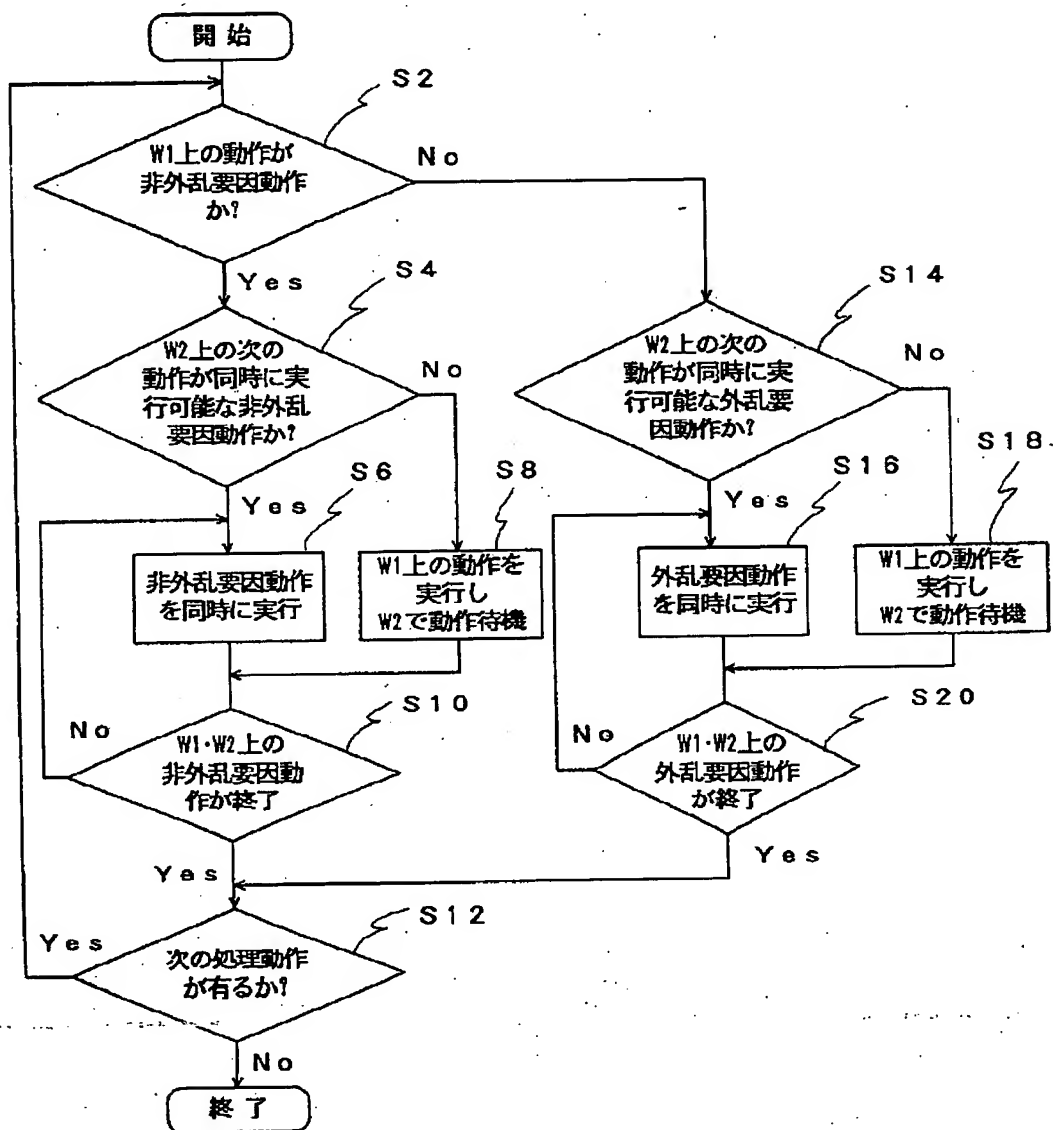 開始
S2
W1上の動作が
非外乱要因動作
か?
No
Yes
S4
W2上の次の
動作が同時に実
行可能な非外乱
要因動作か?
No
S14
W2上の次の
動作が同時に実
行可能な外乱要
因動作か?
No
Yes
S6
非外乱要因動作
を同時に実行
S8
W1上の動作を
実行し
W2で動作待機
Yes
S16
外乱要因動作
を同時に実行
S18
W1上の動作を
実行し
W2で動作待機
S10
W1・W2上の
非外乱要因動
作が終了
No
Yes
S20
W1・W2上の
外乱要因動作
が終了
No
Yes
S12
次の処理動作
が有るか?
Yes
No
終了